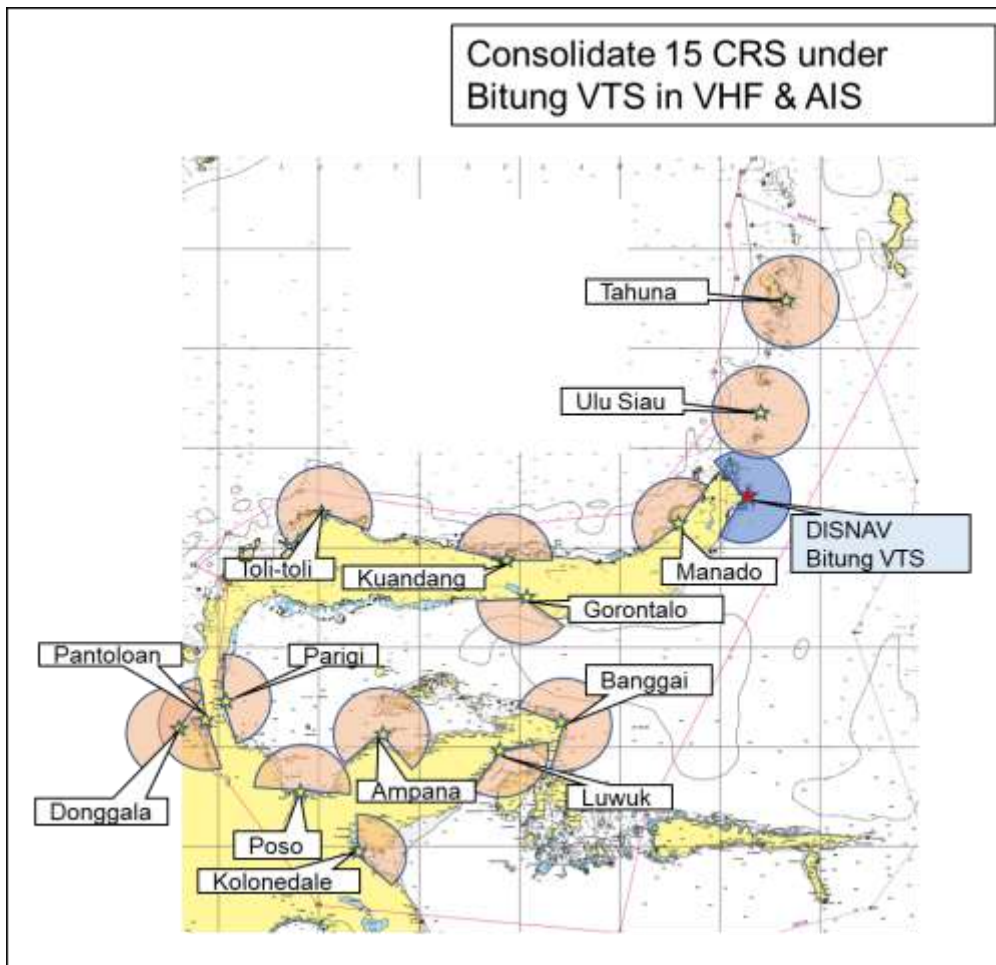 Consolidate 15 CRS under
Bitung VTS in VHF & AIS
Tahuna
Ulu Siau
DISNAV
Bitung VTS
Toli-toli
Kuandang
Manado
Gorontalo
Pantoloan
Parigi
Banggai
Donggala
Ampana
Luwuk
Poso
Kolonedale